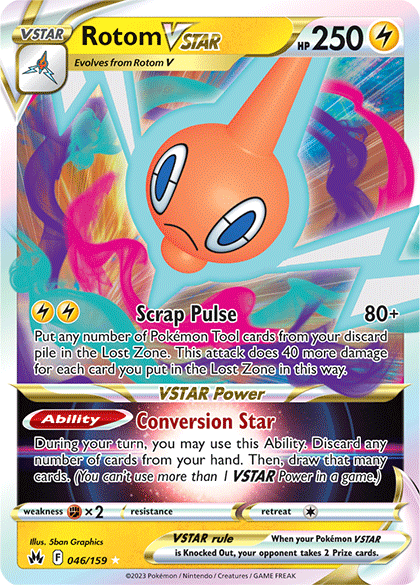 VSTAR Rotom VSTAR HP 250
Evolves from Rotom V
Scrap Pulse 80+
Put any number of Pokémon Tool cards from your discard
pile in the Lost Zone. This attack does 40 more damage
for each card you put in the Lost Zone in this way.
VSTAR Power
Ability Conversion Star
During your turn, you may use this Ability. Discard any
number of cards from your hand. Then, draw that many
cards. (You can't use more than 1 VSTAR Power in a game.)
weakness ×2 resistance retreat
Illus. 5ban Graphics
F 046/159
VSTAR rule When your Pokémon VSTAR
is Knocked Out, your opponent takes 2 Prize cards.
©2023 Pokémon / Nintendo / Creatures / GAME FREAK